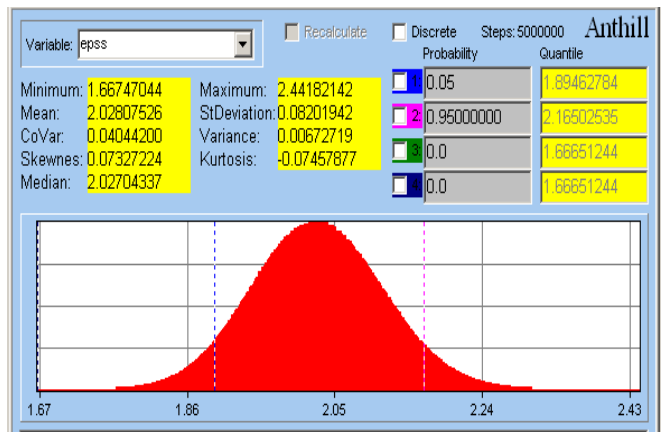 Variable: epss
Recalculate
Discrete Steps: 5000000 Anthill
Probability Quantile
Minimum: 1.66747044 Maximum: 2.44182142 1 0.05 1.89462784
Mean: 2.02807526 StDeviation: 0.08201942 2 0.95000000 2.16502535
CoVar: 0.04044200 Variance: 0.00672719 3 0.0 1.66651244
Skewnes: 0.07327224 Kurtosis: -0.07457877 4 0.0 1.66651244
Median: 2.02704337
1.67 1.86 2.05 2.24 2.43